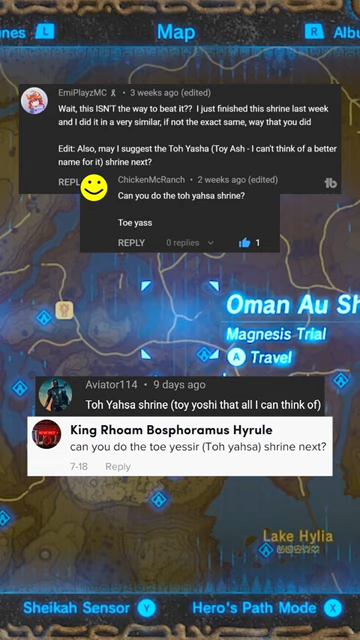 unes L Map R Albu
EmiPlayzMC • 3 weeks ago (edited)
Wait, this ISN'T the way to beat it?? I just finished this shrine last week
and I did it in a very similar, if not the exact same, way that you did
Edit: Also, may I suggest the Toh Yasha (Toy Ash - I can't think of a better
name for it) shrine next?
REPL
ChickenMcRanch • 2 weeks ago (edited)
Can you do the toh yahsa shrine?
Toe yass
REPLY 0 replies 1
Oman Au Sh
Magnesis Trial
A Travel
Aviator114 • 9 days ago
Toh Yahsa shrine (toy yoshi that all I can think of)
King Rhoam Bosphoramus Hyrule
can you do the toe yessir (Toh yahsa) shrine next?
7-18 Reply
Lake Hylia
Sheikah Sensor Y Hero's Path Mode X